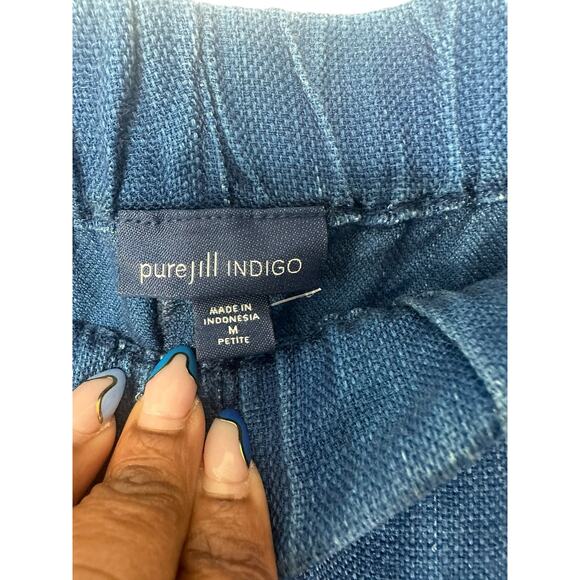 purejill INDIGO
MADE IN
INDONESIA
M
PETITE